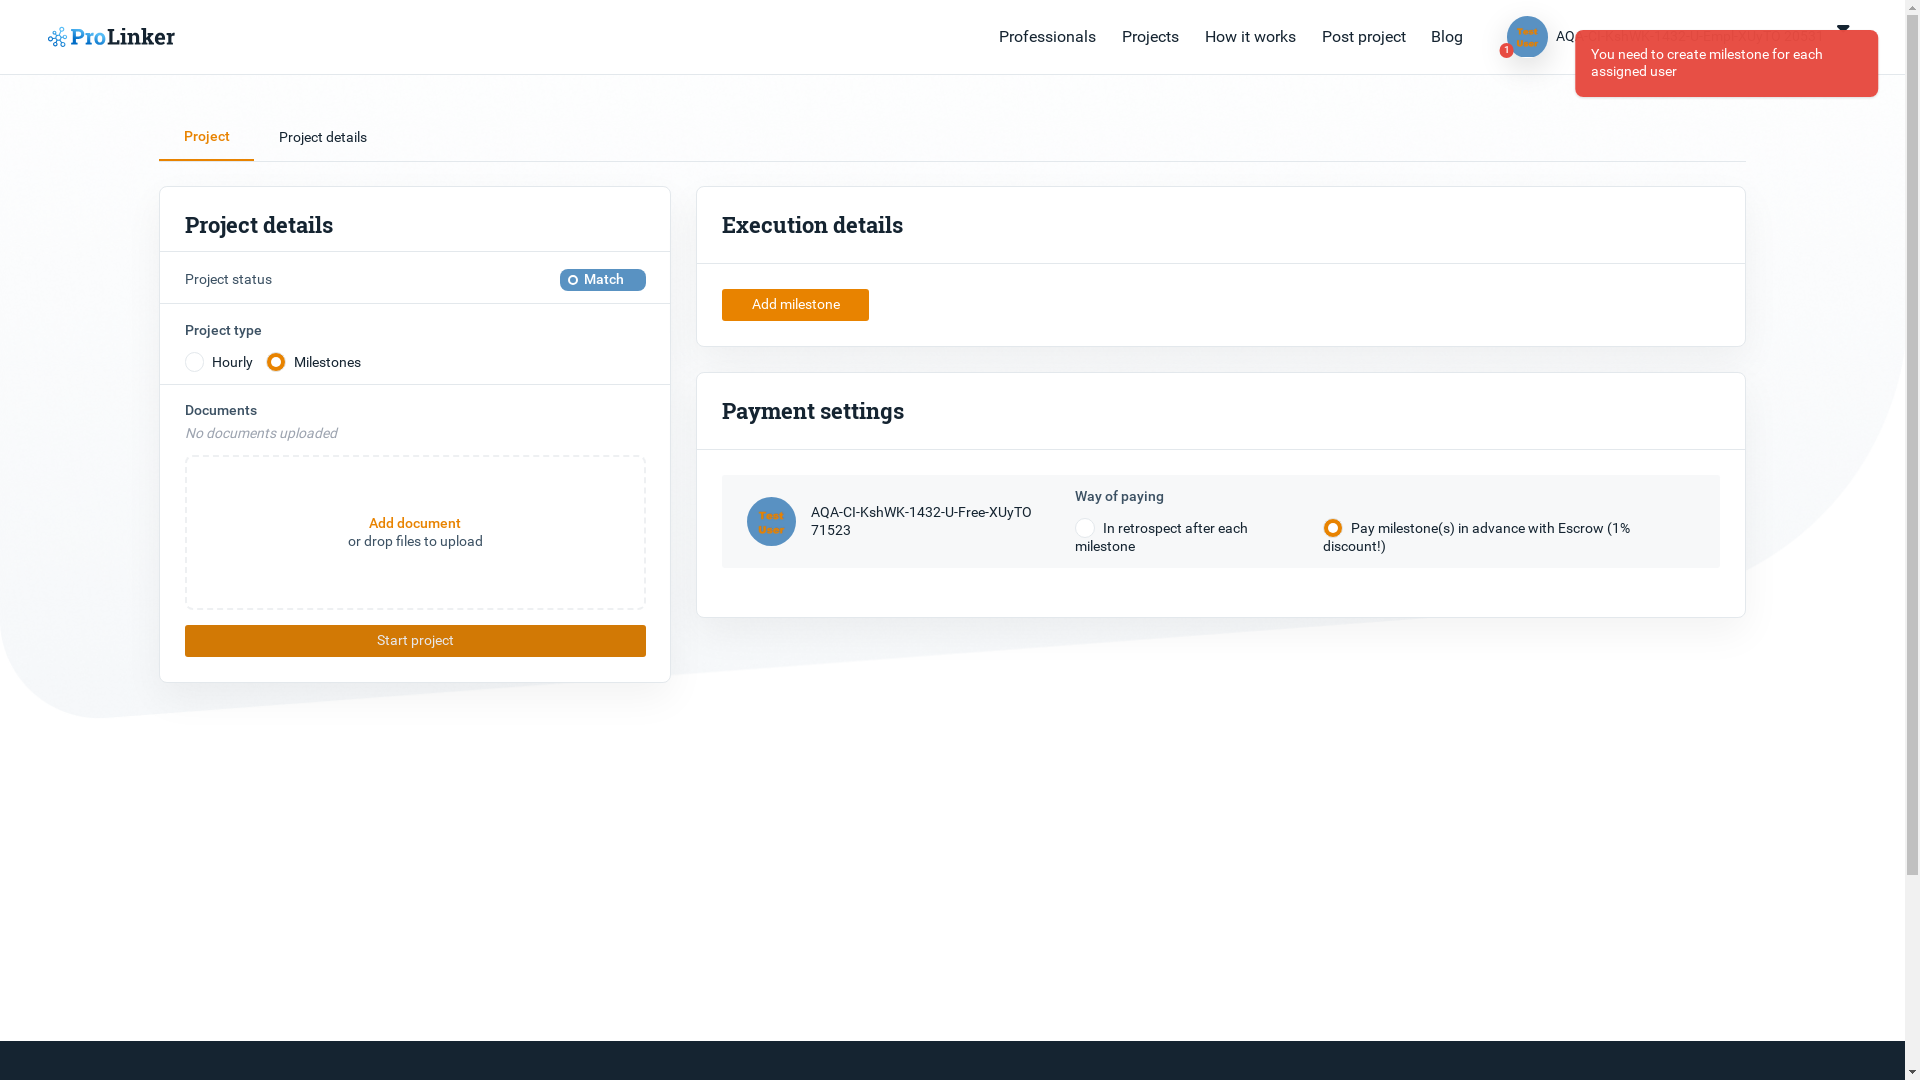 ProLinker
Professionals
Projects
How it works
Post project
Blog
Test
User
1
AQ
You need to create milestone for each
assigned user
Project
Project details
Project details
Project status
Match
Project type
Hourly
Milestones
Documents
No documents uploaded
Add document
or drop files to upload
Start project
Execution details
Add milestone
Payment settings
Test
User
AQA-CI-KshWK-1432-U-Free-XUyTO
71523
Way of paying
In retrospect after each
milestone
Pay milestone(s) in advance with Escrow (1%
discount!)